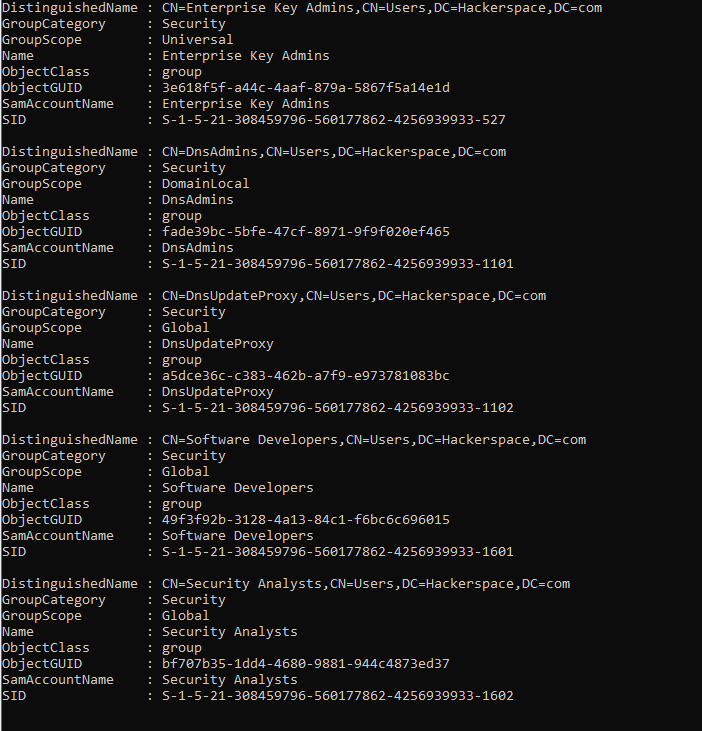 DistinguishedName : CN=Enterprise Key Admins,CN=Users,DC=Hackerspace,DC=com
GroupCategory     : Security
GroupScope        : Universal
Name              : Enterprise Key Admins
ObjectClass       : group
ObjectGUID        : 3e618f5f-a44c-4aaf-879a-5867f5a14e1d
SamAccountName    : Enterprise Key Admins
SID               : S-1-5-21-308459796-560177862-4256939933-527

DistinguishedName : CN=DnsAdmins,CN=Users,DC=Hackerspace,DC=com
GroupCategory     : Security
GroupScope        : DomainLocal
Name              : DnsAdmins
ObjectClass       : group
ObjectGUID        : fade39bc-5bfe-47cf-8971-9f9f020ef465
SamAccountName    : DnsAdmins
SID               : S-1-5-21-308459796-560177862-4256939933-1101

DistinguishedName : CN=DnsUpdateProxy,CN=Users,DC=Hackerspace,DC=com
GroupCategory     : Security
GroupScope        : Global
Name              : DnsUpdateProxy
ObjectClass       : group
ObjectGUID        : a5dce36c-c383-462b-a7f9-e973781083bc
SamAccountName    : DnsUpdateProxy
SID               : S-1-5-21-308459796-560177862-4256939933-1102

DistinguishedName : CN=Software Developers,CN=Users,DC=Hackerspace,DC=com
GroupCategory     : Security
GroupScope        : Global
Name              : Software Developers
ObjectClass       : group
ObjectGUID        : 49f3f92b-3128-4a13-84c1-f6bc6c696015
SamAccountName    : Software Developers
SID               : S-1-5-21-308459796-560177862-4256939933-1601

DistinguishedName : CN=Security Analysts,CN=Users,DC=Hackerspace,DC=com
GroupCategory     : Security
GroupScope        : Global
Name              : Security Analysts
ObjectClass       : group
ObjectGUID        : bf707b35-1dd4-4680-9881-944c4873ed37
SamAccountName    : Security Analysts
SID               : S-1-5-21-308459796-560177862-4256939933-1602